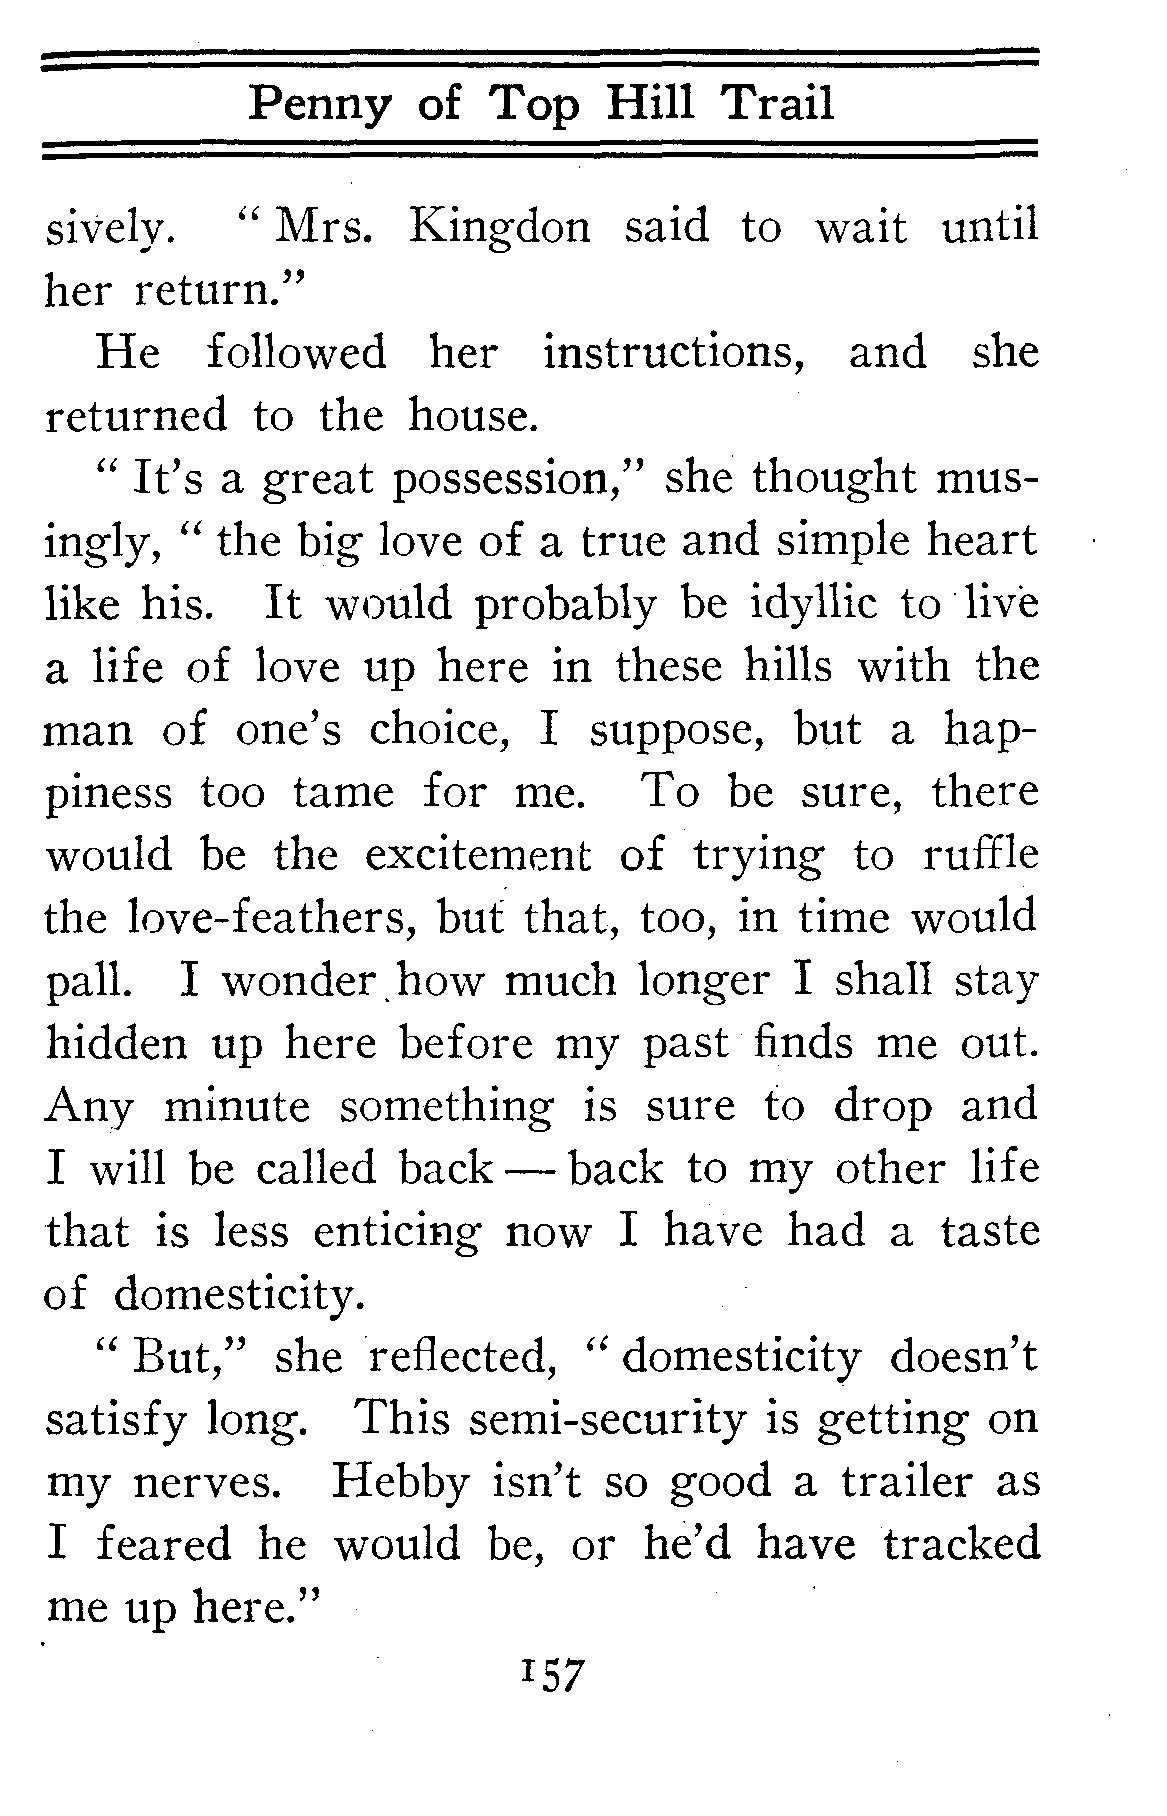 Penny of Top Hill Trail
sively. " Mrs. Kingdon said to wait until
her return."
He followed her instructions, and she
returned to the house.
" It's a great possession," she thought mus-
ingly, " the big love of a true and simple heart
like his. It would probably be idyllic to live
a life of love up here in these hills with the
man of one's choice, I suppose, but a hap-
piness too tame for me. To be sure, there
would be the excitement of trying to ruffle
the love-feathers, but that, too, in time would
pall. I wonder how much longer I shall stay
hidden up here before my past finds me out.
Any minute something is sure to drop and
I will be called back — back to my other life
that is less enticing now I have had a taste
of domesticity.
" But," she reflected, " domesticity doesn't
satisfy long. This semi-security is getting on
my nerves. Hebby isn't so good a trailer as
I feared he would be, or he'd have tracked
me up here."
157